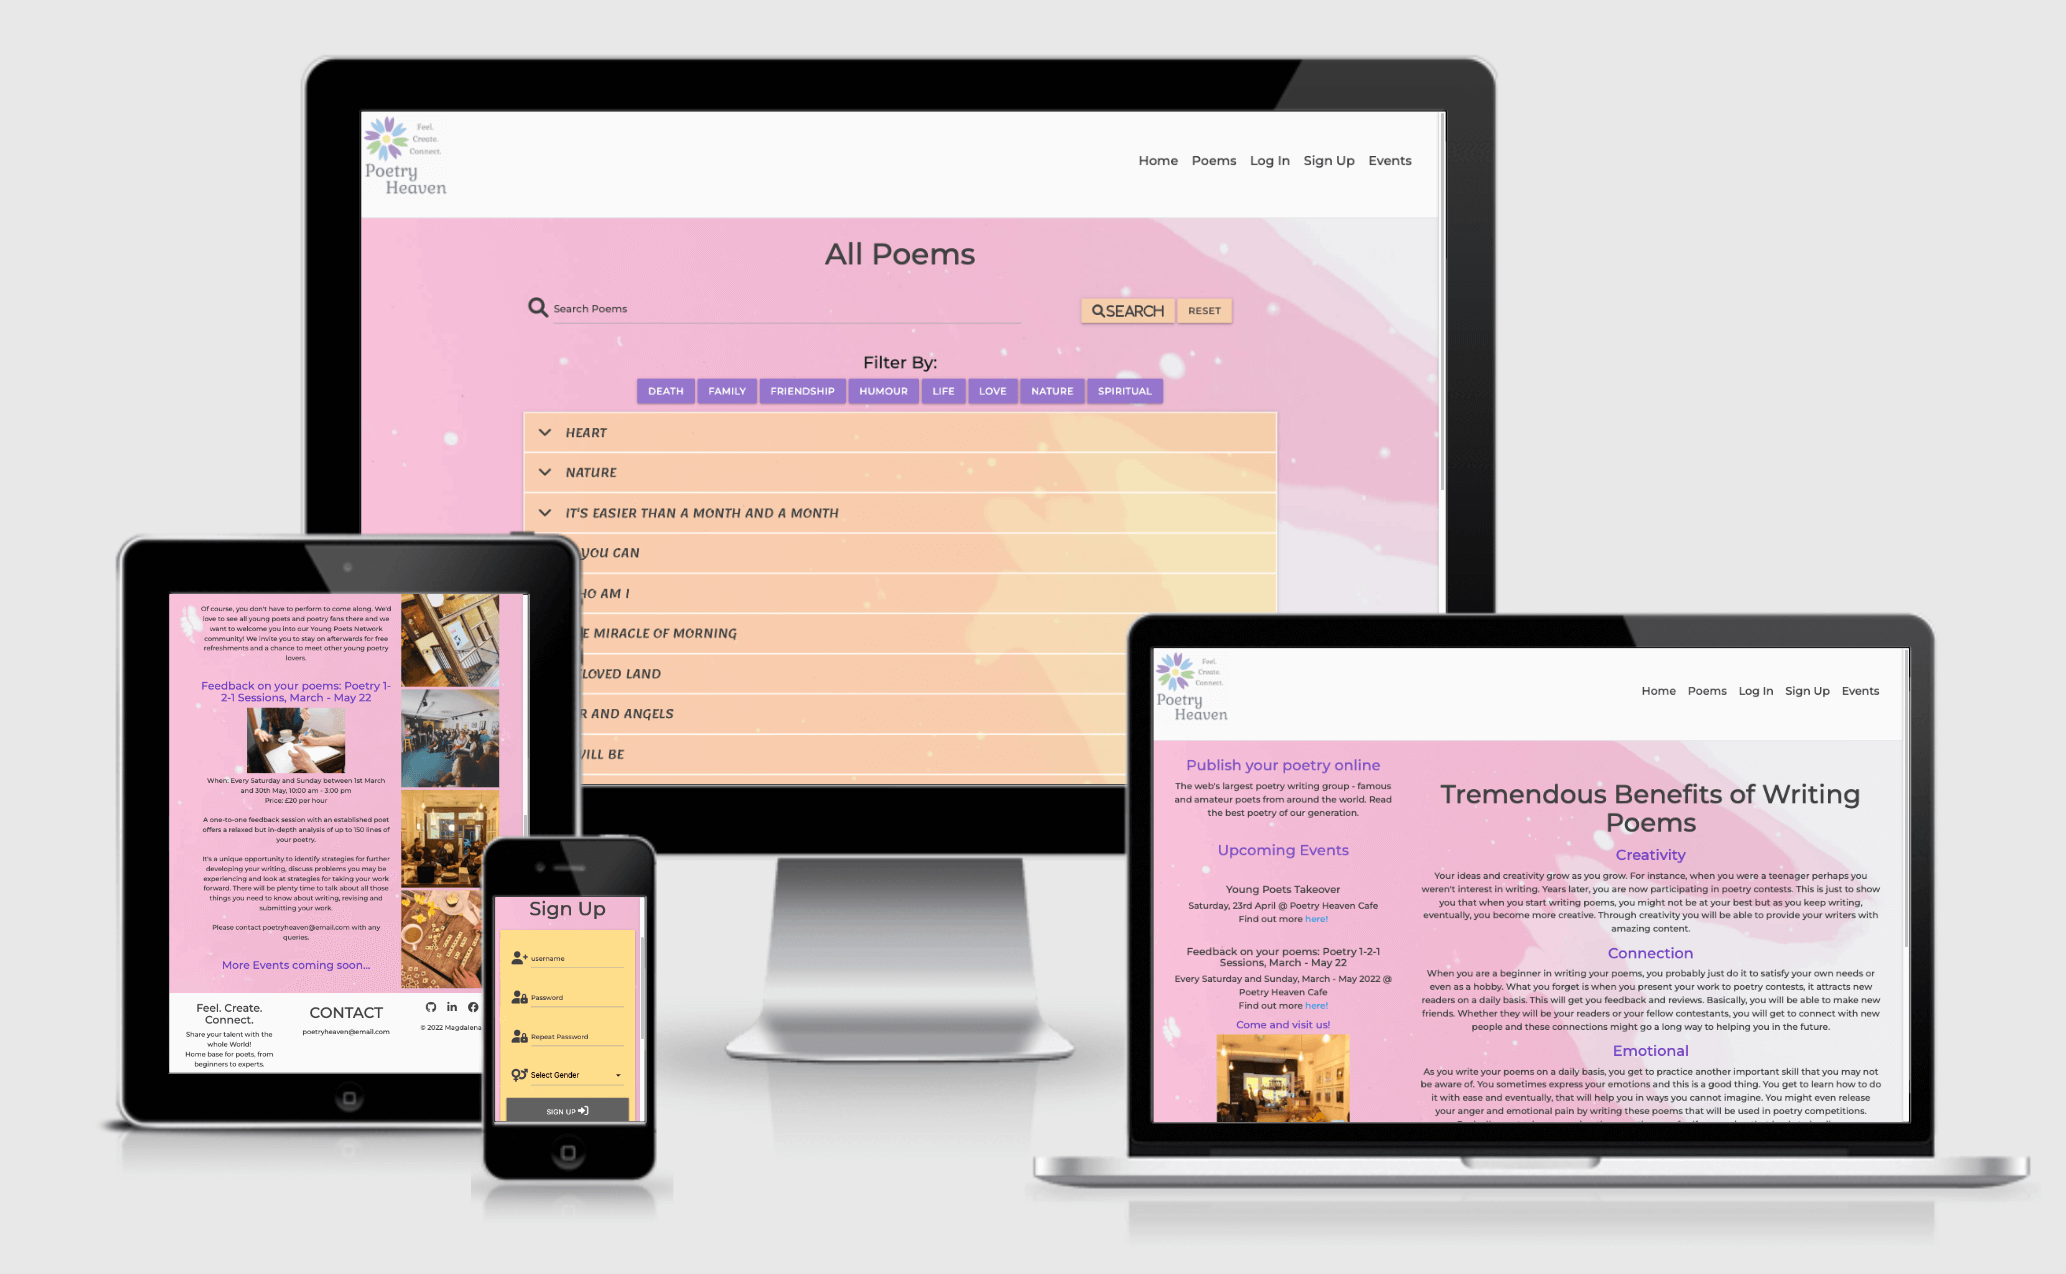 Feel.
Create.
Connect.
Poetry
Heaven
Home Poems Log In Sign Up Events
All Poems
Search Poems
SEARCH RESET
Filter By:
DEATH FAMILY FRIENDSHIP HUMOUR LIFE LOVE NATURE SPIRITUAL
HEART
NATURE
IT'S EASIER THAN A MONTH AND A MONTH
YOU CAN
HO AM I
E MIRACLE OF MORNING
LOVED LAND
R AND ANGELS
WILL BE
Of course, you don't have to perform to come along. We'd
love to see all young poets and poetry fans there and we
want to welcome you into our Young Poets Network
community! We invite you to stay on afterwards for free
refreshments and a chance to meet other young poetry
lovers.
Feedback on your poems: Poetry 1-
2-1 Sessions, March - May 22
When: Every Saturday and Sunday between 1st March
and 30th May, 10:00 am - 3:00 pm
Price: £20 per hour
A one-to-one feedback session with an established poet
offers a relaxed but in-depth analysis of up to 150 lines of
your poetry.
It's a unique opportunity to identify strategies for further
developing your writing, discuss problems you may be
experiencing and look at strategies for taking your work
forward. There will be plenty time to talk about all those
things you need to know about writing, revising and
submitting your work.
Please contact poetryheaven@email.com with any
queries.
More Events coming soon...
Feel. Create.
Connect.
Share your talent with the
whole World!
Home base for poets, from
beginners to experts.
CONTACT
poetryheaven@email.com
© 2022 Magdalena
Sign Up
username
Password
Repeat Password
Select Gender
SIGN UP
Feel.
Create.
Connect.
Poetry
Heaven
Home Poems Log In Sign Up Events
Publish your poetry online
The web's largest poetry writing group - famous
and amateur poets from around the world. Read
the best poetry of our generation.
Upcoming Events
Young Poets Takeover
Saturday, 23rd April @ Poetry Heaven Cafe
Find out more here!
Feedback on your poems: Poetry 1-2-1
Sessions, March - May 22
Every Saturday and Sunday, March - May 2022 @
Poetry Heaven Cafe
Find out more here!
Come and visit us!
Tremendous Benefits of Writing
Poems
Creativity
Your ideas and creativity grow as you grow. For instance, when you were a teenager perhaps you
weren't interest in writing. Years later, you are now participating in poetry contests. This is just to show
you that when you start writing poems, you might not be at your best but as you keep writing,
eventually, you become more creative. Through creativity you will be able to provide your writers with
amazing content.
Connection
When you are a beginner in writing your poems, you probably just do it to satisfy your own needs or
even as a hobby. What you forget is when you present your work to poetry contests, it attracts new
readers on a daily basis. This will get you feedback and reviews. Basically, you will be able to make new
friends. Whether they will be your readers or your fellow contestants, you will get to connect with new
people and these connections might go a long way to helping you in the future.
Emotional
As you write your poems on a daily basis, you get to practice another important skill that you may not
be aware of. You sometimes express your emotions and this is a good thing. You get to learn how to do
it with ease and eventually, that will help you in ways you cannot imagine. You might even release
your anger and emotional pain by writing these poems that will be used in poetry competitions.